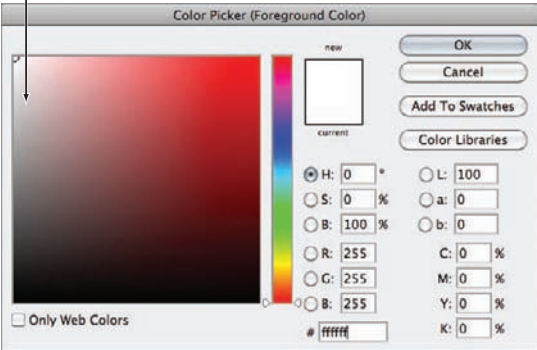 Color Picker (Foreground Color)
new
current
OK
Cancel
Add To Swatches
Color Libraries
H: 0 °
S: 0 %
B: 100 %
R: 255
G: 255
B: 255
# ffffff
L: 100
a: 0
b: 0
C: 0 %
M: 0 %
Y: 0 %
K: 0 %
Only Web Colors